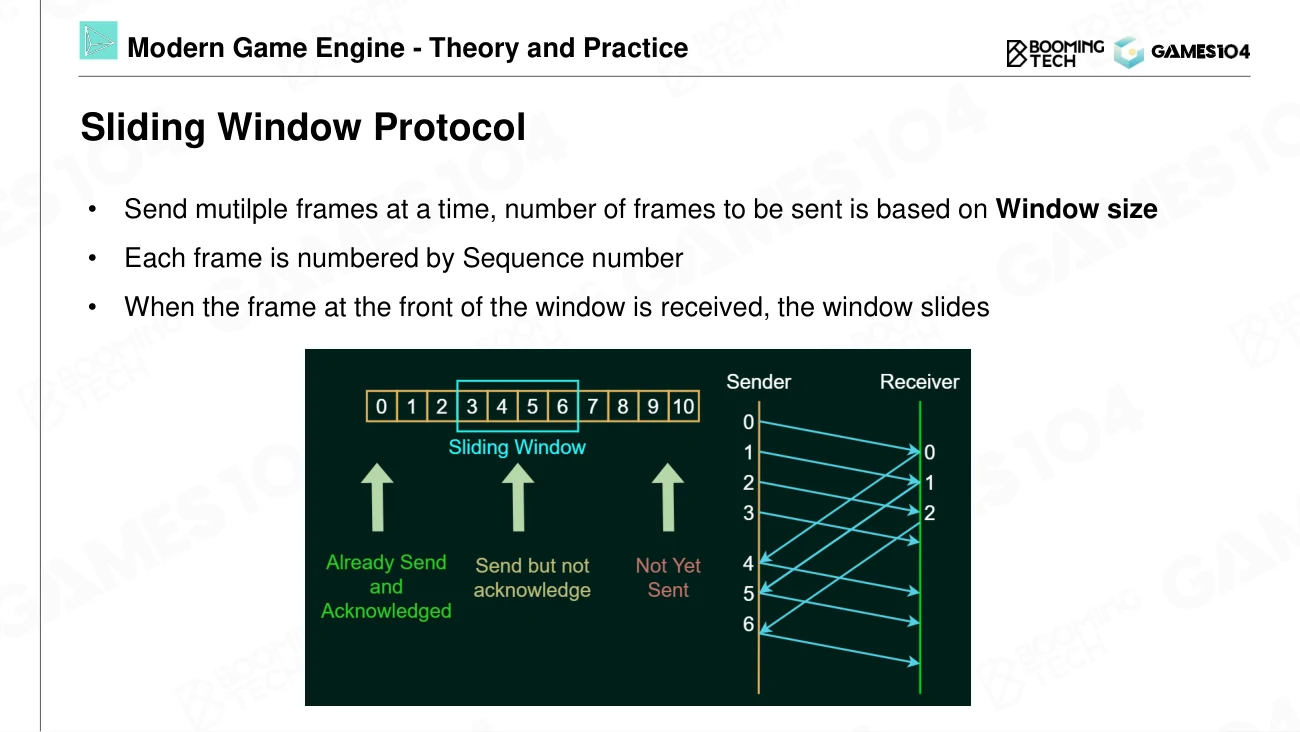 Modern Game Engine - Theory and Practice
BOOMING
TECH
GAMES104
Sliding Window Protocol
• Send mutilple frames at a time, number of frames to be sent is based on Window size
• Each frame is numbered by Sequence number
• When the frame at the front of the window is received, the window slides
0 1 2 3 4 5 6 7 8 9 10
Sliding Window
Already Send
and
Acknowledged
Send but not
acknowledge
Not Yet
Sent
Sender Receiver
0
0
1
1
2
2
3
4
5
6